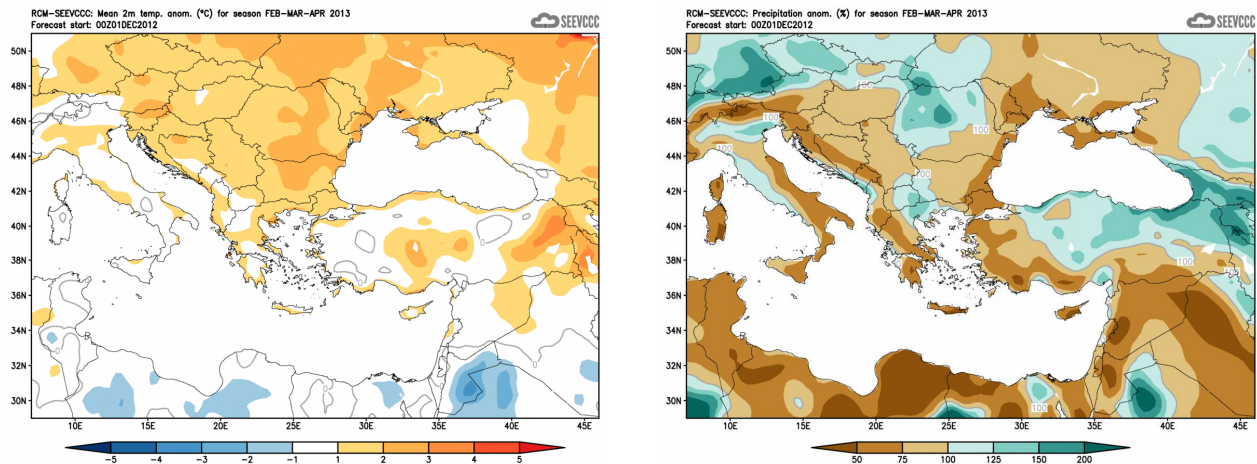 RCM-SEEVCCC: Mean 2m temp. anom. (°C) for season FEB-MAR-APR 2013
Forecast start: 00Z01DEC2012
SEEVCCC
50N
48N
46N
44N
42N
40N
38N
36N
34N
32N
30N
10E 15E 20E 25E 30E 35E 40E 45E
-5 -4 -3 -2 -1 1 2 3 4 5
RCM-SEEVCCC: Precipitation anom. (%) for season FEB-MAR-APR 2013
Forecast start: 00Z01DEC2012
SEEVCCC
50N
48N
46N
44N
42N
40N
38N
36N
34N
32N
30N
100
100
100
100
100
100
100
100
100
10E 15E 20E 25E 30E 35E 40E 45E
50 75 100 125 150 200